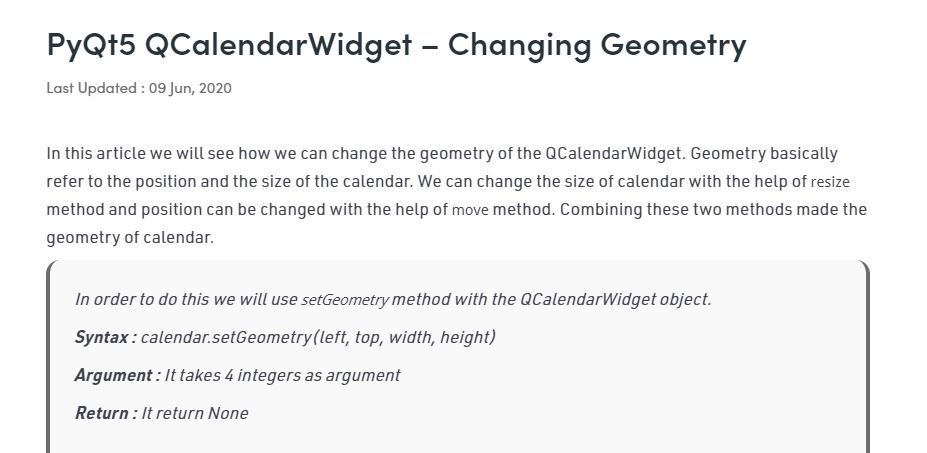 PyQt5 QCalendarWidget – Changing Geometry
Last Updated : 09 Jun, 2020
In this article we will see how we can change the geometry of the QCalendarWidget. Geometry basically
refer to the position and the size of the calendar. We can change the size of calendar with the help of resize
method and position can be changed with the help of move method. Combining these two methods made the
geometry of calendar.
In order to do this we will use setGeometry method with the QCalendarWidget object.
Syntax : calendar.setGeometry(left, top, width, height)
Argument : It takes 4 integers as argument
Return : It return None